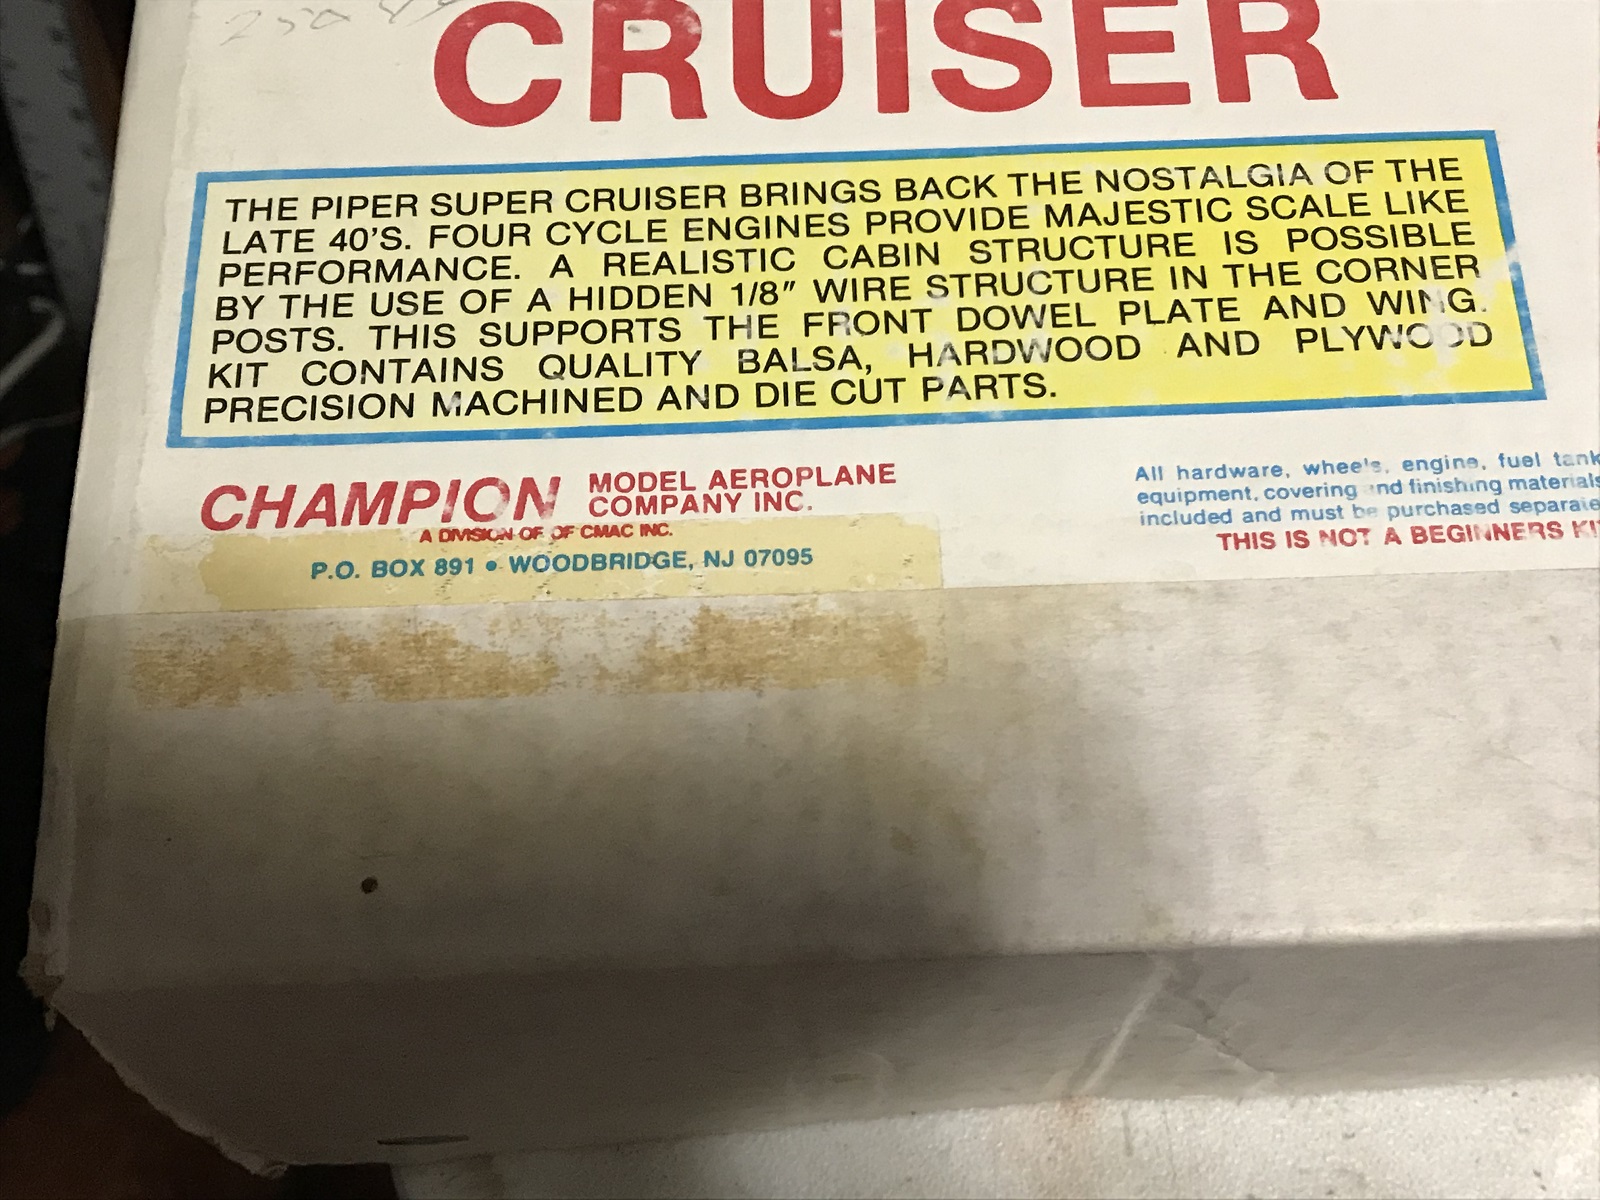 CRUISER
THE PIPER SUPER CRUISER BRINGS BACK THE NOSTALGIA OF THE
LATE 40'S. FOUR CYCLE ENGINES PROVIDE MAJESTIC SCALE LIKE
PERFORMANCE. A REALISTIC CABIN STRUCTURE IS POSSIBLE
BY THE USE OF A HIDDEN 1/8" WIRE STRUCTURE IN THE CORNER
POSTS. THIS SUPPORTS THE FRONT DOWEL PLATE AND WING.
KIT CONTAINS QUALITY BALSA, HARDWOOD AND PLYWOOD
PRECISION MACHINED AND DIE CUT PARTS.
CHAMPION MODEL AEROPLANE
COMPANY INC.
A DIVISION OF OF CMAC INC.
P.O. BOX 891 • WOODBRIDGE, NJ 07095
All hardware, wheels, engine, fuel tank
equipment, covering and finishing materials
included and must be purchased separate
THIS IS NOT A BEGINNERS KI